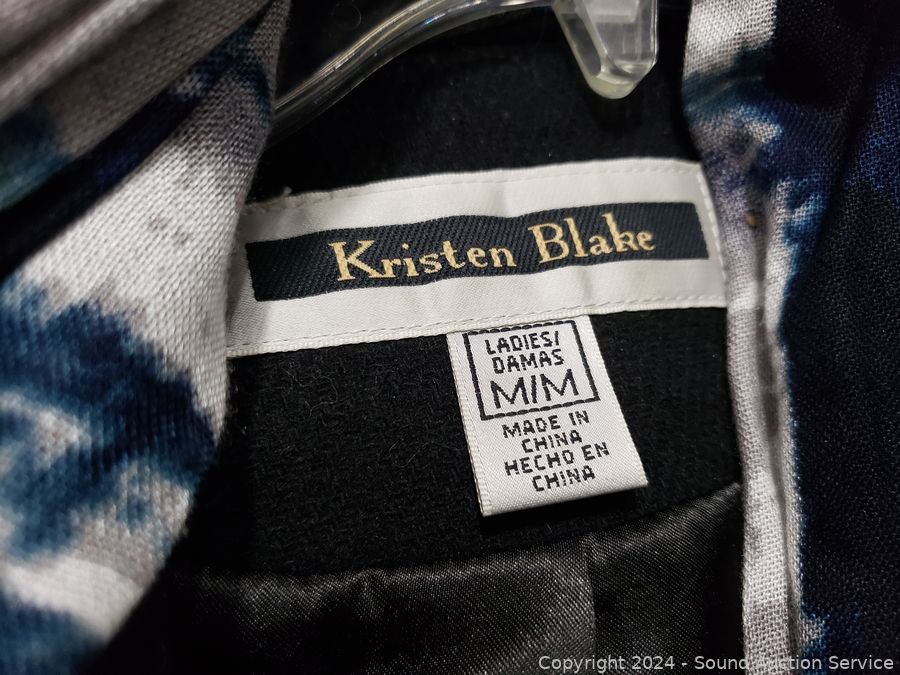 Kristen Blake
LADIES/
DAMAS
M/M
MADE IN
CHINA
HECHO EN
CHINA
Copyright 2024 - Sound Auction Service